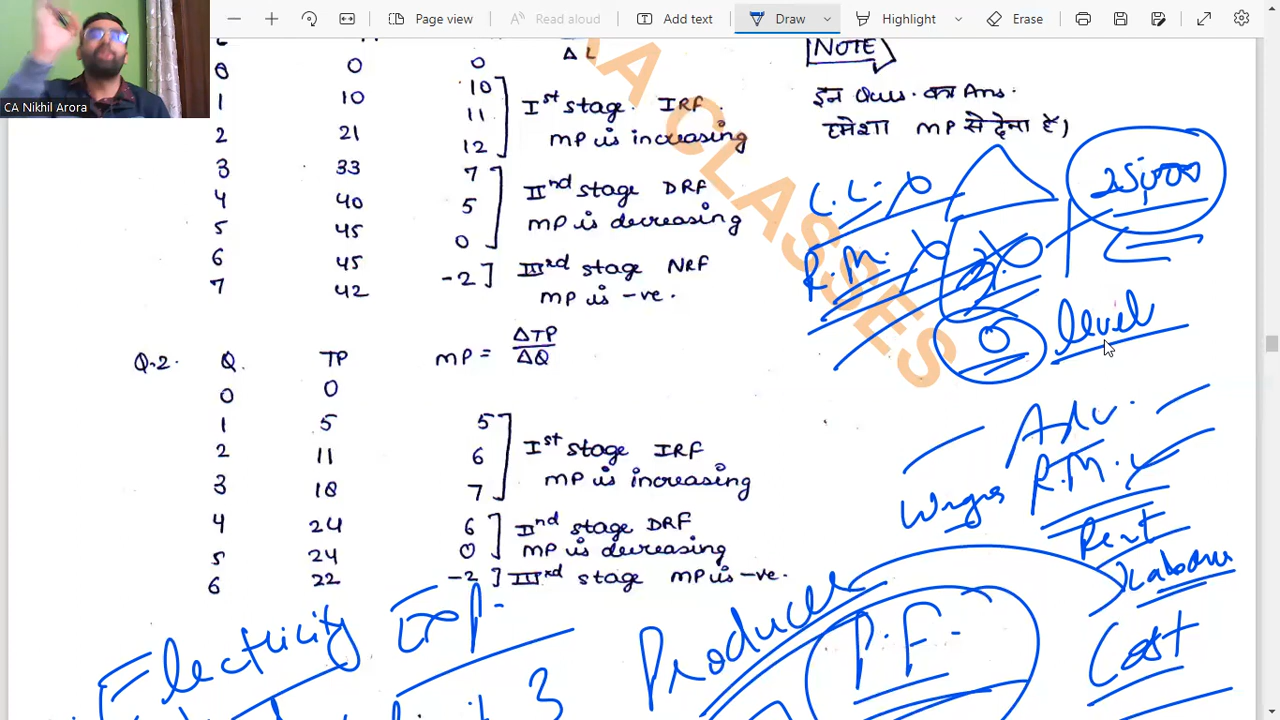 Page view
Read aloud
Add text
Draw
Highlight
Erase
CA Nikhil Arora
Δ L
0 0 0
1 10 10
2 21 11
3 33 12
4 40 7
5 45 5
6 45 0
7 42 -2
Ist stage. IRF.
MP is increasing
IInd stage DRF
MP is decreasing
IIIrd stage NRF
MP is -ve.
NOTE
इन Ques. का Ans.
हमेशा MP से देना है)
L.L.
R.M.
25,000
0 level
Q.2. Q. TP MP = ΔTP/ΔQ
0 0
1 5 5
2 11 6
3 18 7
4 24 6
5 24 0
6 22 -2
Ist stage IRF
MP is increasing
IInd stage DRF
MP is decreasing
IIIrd stage MP is -ve.
Adv.
Wages R.M.
Rent
Labour
Cost
Electricity Exp.
Producer
P.F.
CLASSES